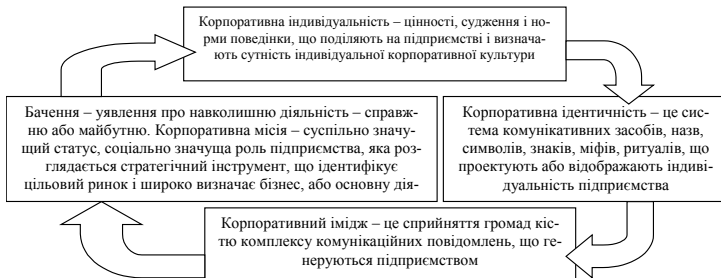 Корпоративна індивідуальність – цінності, судження і но-
рми поведінки, що поділяють на підприємстві і визнача-
ють сутність індивідуальної корпоративної культури
Бачення – уявлення про навколишню діяльність – справж-
ню або майбутню. Корпоративна місія – суспільно значу-
щий статус, соціально значуща роль підприємства, яка роз-
глядається стратегічний інструмент, що ідентифікує
цільовий ринок і широко визначає бізнес, або основну дія-
Корпоративна ідентичність – це сис-
тема комунікативних засобів, назв,
символів, знаків, міфів, ритуалів, що
проектують або відображають індиві-
дуальність підприємства
Корпоративний імідж – це сприйняття громад кіс-
тю комплексу комунікаційних повідомлень, що ге-
неруються підприємством